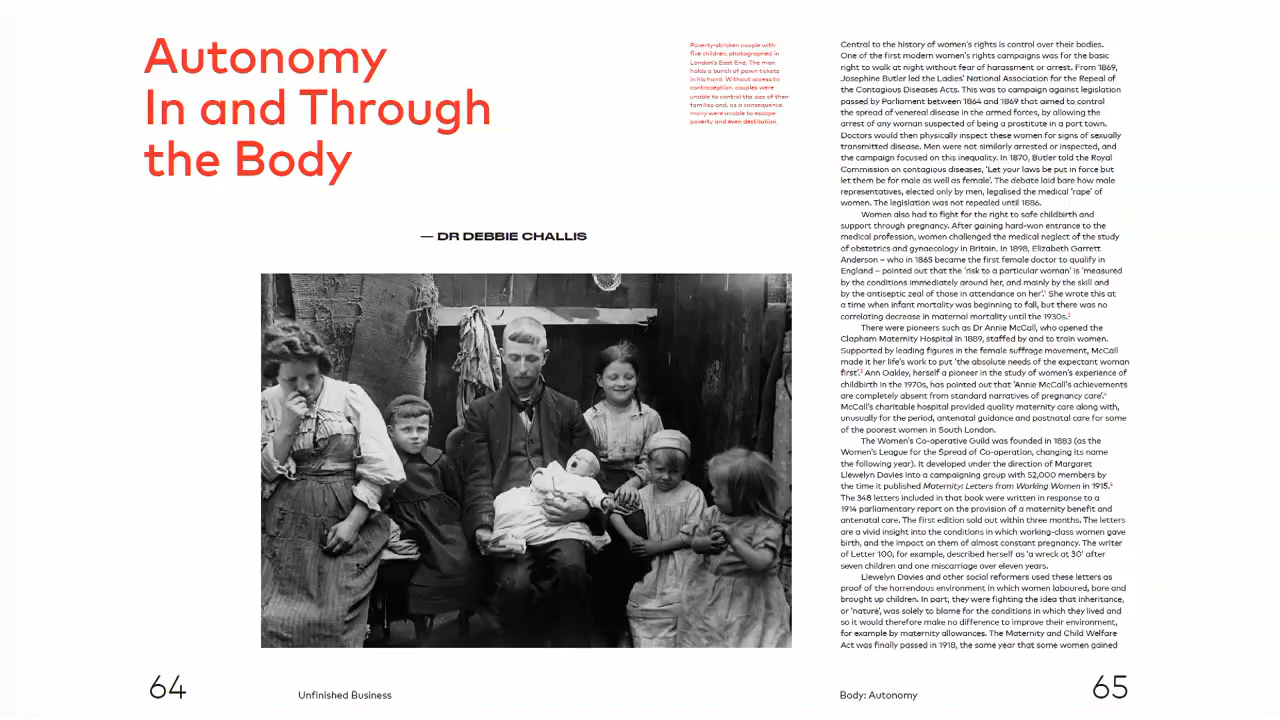 Autonomy
In and Through
the Body
— DR DEBBIE CHALLIS
Poverty-stricken couple with
five children, photographed in
London's East End. The man
holds a bunch of pawn tickets
in his hand. Without access to
contraception, couples were
unable to control the size of their
families and, as a consequence,
many were unable to escape
poverty and even destitution.
64
Unfinished Business
Central to the history of women's rights is control over their bodies.
One of the first modern women's rights campaigns was for the basic
right to walk at night without fear of harassment or arrest. From 1869,
Josephine Butler led the Ladies' National Association for the Repeal of
the Contagious Diseases Acts. This was to campaign against legislation
passed by Parliament between 1864 and 1869 that aimed to control
the spread of venereal disease in the armed forces, by allowing the
arrest of any woman suspected of being a prostitute in a port town.
Doctors would then physically inspect these women for signs of sexually
transmitted disease. Men were not similarly arrested or inspected, and
the campaign focused on this inequality. In 1870, Butler told the Royal
Commission on contagious diseases, 'Let your laws be put in force but
let them be for male as well as female'. The debate laid bare how male
representatives, elected only by men, legalised the medical 'rape' of
women. The legislation was not repealed until 1886.
Women also had to fight for the right to safe childbirth and
support through pregnancy. After gaining hard-won entrance to the
medical profession, women challenged the medical neglect of the study
of obstetrics and gynaecology in Britain. In 1898, Elizabeth Garrett
Anderson – who in 1865 became the first female doctor to qualify in
England – pointed out that the 'risk to a particular woman' is 'measured
by the conditions immediately around her, and mainly by the skill and
by the antiseptic zeal of those in attendance on her'.¹ She wrote this at
a time when infant mortality was beginning to fall, but there was no
correlating decrease in maternal mortality until the 1930s.²
There were pioneers such as Dr Annie McCall, who opened the
Clapham Maternity Hospital in 1889, staffed by and to train women.
Supported by leading figures in the female suffrage movement, McCall
made it her life's work to put 'the absolute needs of the expectant woman
first'.³ Ann Oakley, herself a pioneer in the study of women's experience of
childbirth in the 1970s, has pointed out that 'Annie McCall's achievements
are completely absent from standard narratives of pregnancy care'.⁴
McCall's charitable hospital provided quality maternity care along with,
unusually for the period, antenatal guidance and postnatal care for some
of the poorest women in South London.
The Women's Co-operative Guild was founded in 1883 (as the
Women's League for the Spread of Co-operation, changing its name
the following year). It developed under the direction of Margaret
Llewelyn Davies into a campaigning group with 52,000 members by
the time it published Maternity: Letters from Working Women in 1915.
The 348 letters included in that book were written in response to a
1914 parliamentary report on the provision of a maternity benefit and
antenatal care. The first edition sold out within three months. The letters
are a vivid insight into the conditions in which working-class women gave
birth, and the impact on them of almost constant pregnancy. The writer
of Letter 100, for example, described herself as 'a wreck at 30' after
seven children and one miscarriage over eleven years.
Llewelyn Davies and other social reformers used these letters as
proof of the horrendous environment in which women laboured, bore and
brought up children. In part, they were fighting the idea that inheritance,
or 'nature', was solely to blame for the conditions in which they lived and
so it would therefore make no difference to improve their environment,
for example by maternity allowances. The Maternity and Child Welfare
Act was finally passed in 1918, the same year that some women gained
Body: Autonomy
65